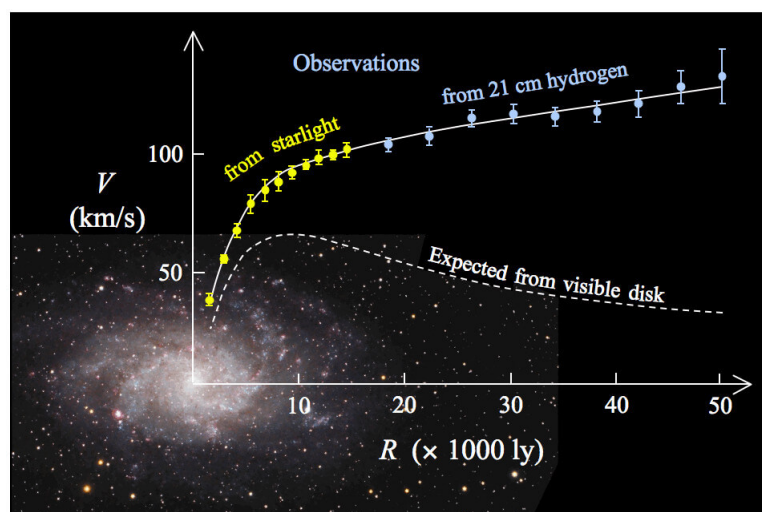 Observations
from starlight
from 21 cm hydrogen
100
V
(km/s)
50
Expected from visible disk
10
20
30
40
50
R (× 1000 ly)